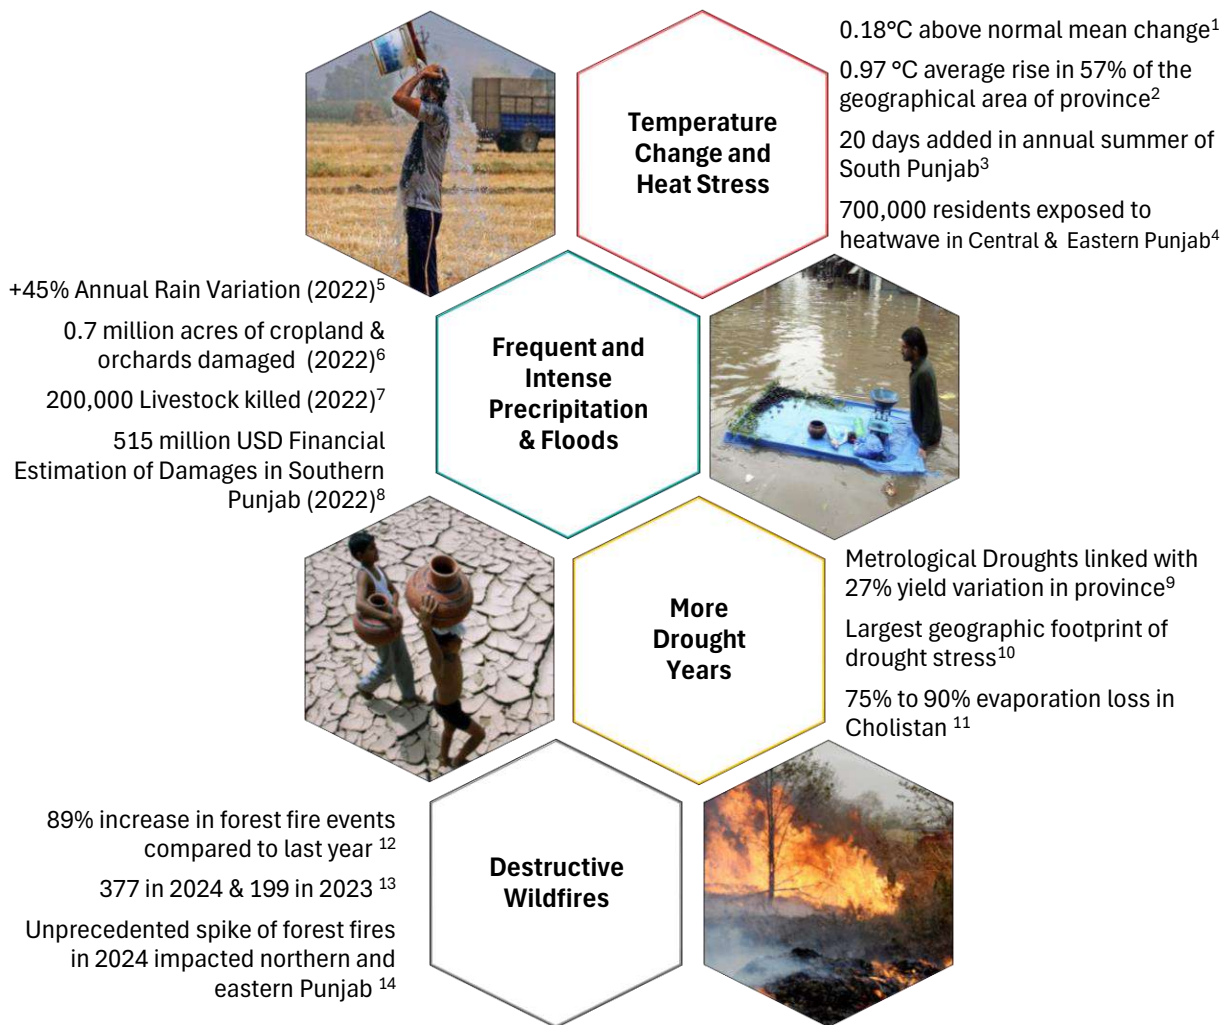 0.18°C above normal mean change¹
0.97 °C average rise in 57% of the
geographical area of province²
20 days added in annual summer of
South Punjab³
700,000 residents exposed to
heatwave in Central & Eastern Punjab⁴
Temperature
Change and
Heat Stress
+45% Annual Rain Variation (2022)⁵
0.7 million acres of cropland &
orchards damaged (2022)⁶
200,000 Livestock killed (2022)⁷
515 million USD Financial
Estimation of Damages in Southern
Punjab (2022)⁸
Frequent and
Intense
Precripitation
& Floods
More
Drought
Years
Metrological Droughts linked with
27% yield variation in province⁹
Largest geographic footprint of
drought stress¹⁰
75% to 90% evaporation loss in
Cholistan ¹¹
89% increase in forest fire events
compared to last year ¹²
377 in 2024 & 199 in 2023 ¹³
Unprecedented spike of forest fires
in 2024 impacted northern and
eastern Punjab ¹⁴
Destructive
Wildfires